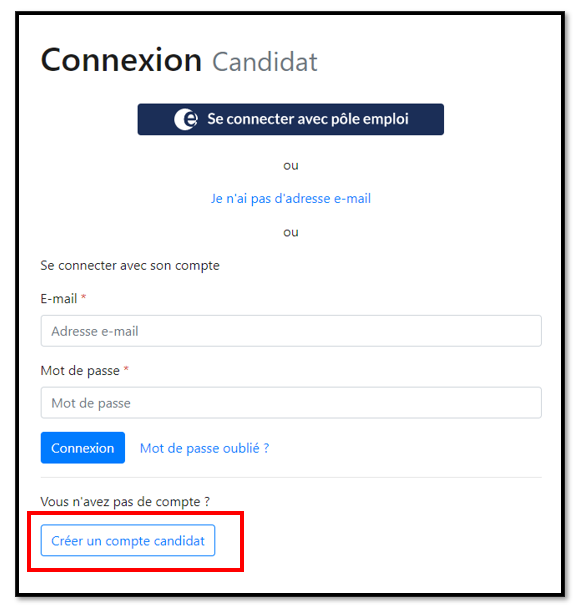 Connexion Candidat
Se connecter avec pôle emploi
ou
Je n'ai pas d'adresse e-mail
ou
Se connecter avec son compte
E-mail *
Adresse e-mail
Mot de passe *
Mot de passe
Connexion Mot de passe oublié ?
Vous n'avez pas de compte ?
Créer un compte candidat